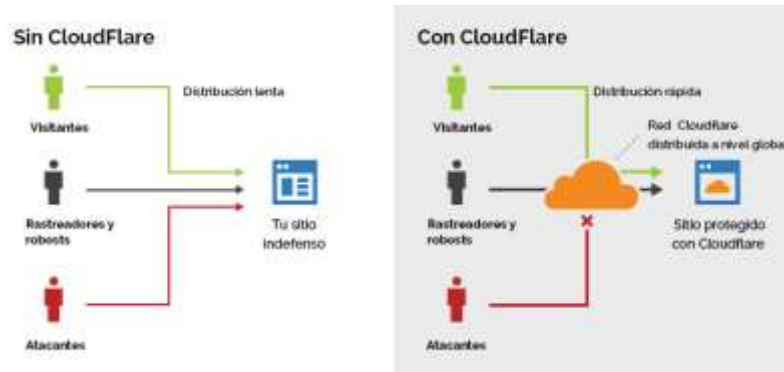 Sin CloudFlare
Distribución lenta
Visitantes
Rastreadores y
robosts
Tu sitio
indefenso
Atacantes
Con CloudFlare
Distribución rápida
Visitantes
Red Cloudflare
distribuida a nivel global
Rastreadores y
robosts
Sitio protegido
con Cloudflare
Atacantes